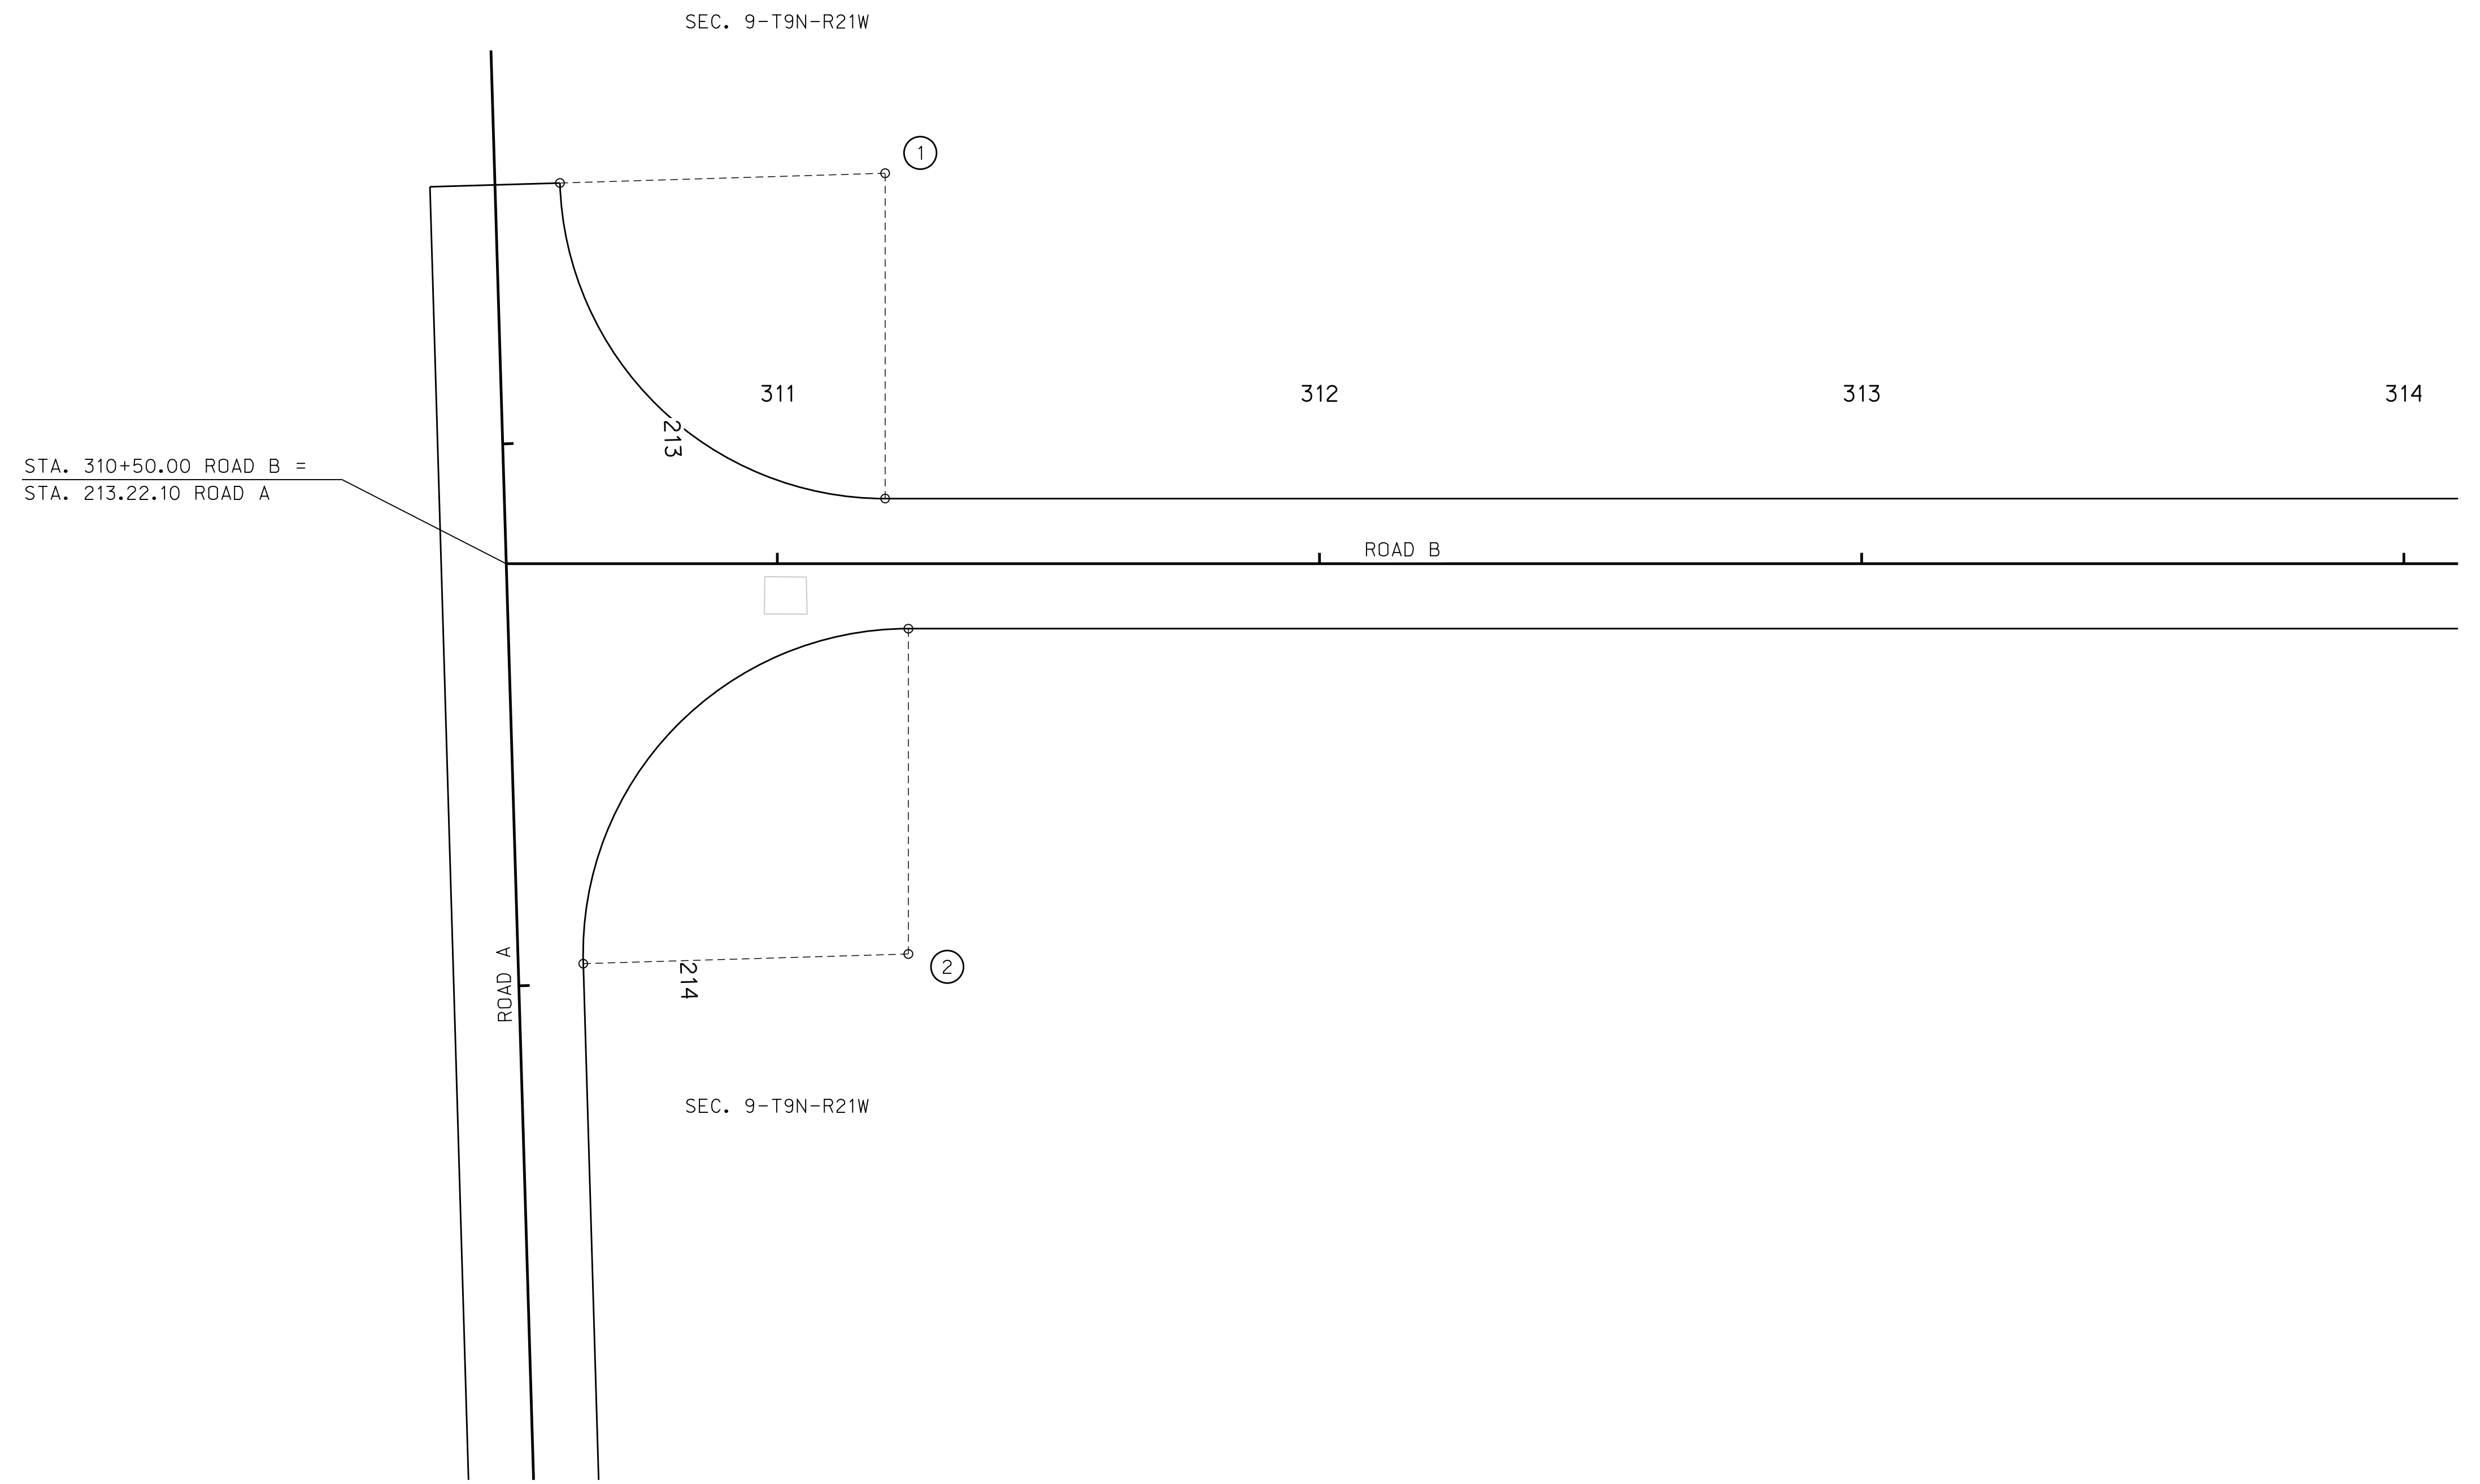 SEC. 9-T9N-R21W
1
311
312
313
314
213
STA. 310+50.00 ROAD B =
STA. 213.22.10 ROAD A
ROAD B
ROAD A
2
214
SEC. 9-T9N-R21W